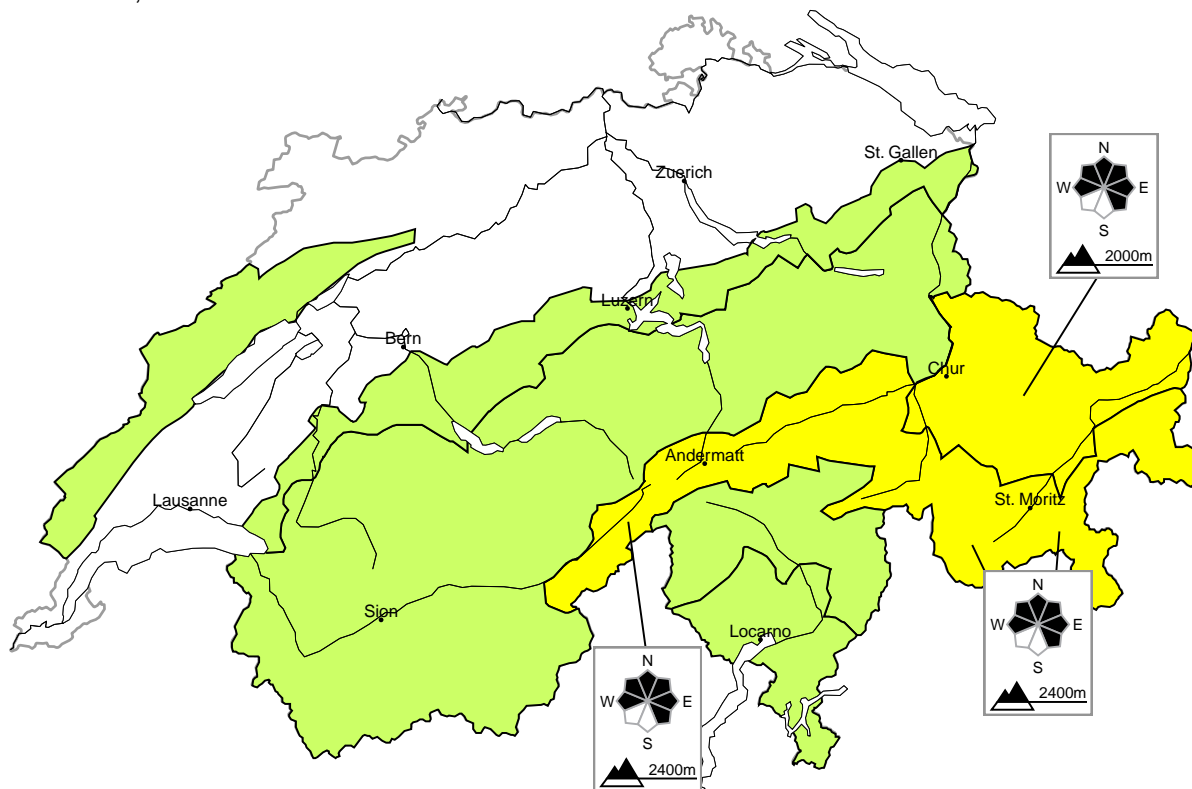 St. Gallen
Zuerich
N
W E
S
2000m
Luzern
Bern
Chur
Andermatt
Lausanne
St. Moritz
N
W E
S
2400m
Sion
Locarno
N
W E
S
2400m